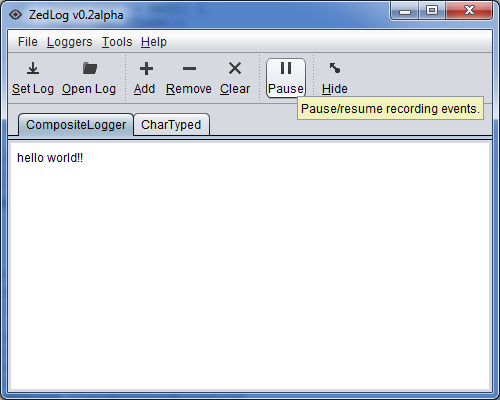 ZedLog v0.2alpha
File Loggers Tools Help
Set Log Open Log Add Remove Clear Pause Hide
Pause/resume recording events.
CompositeLogger CharTyped
hello world!!